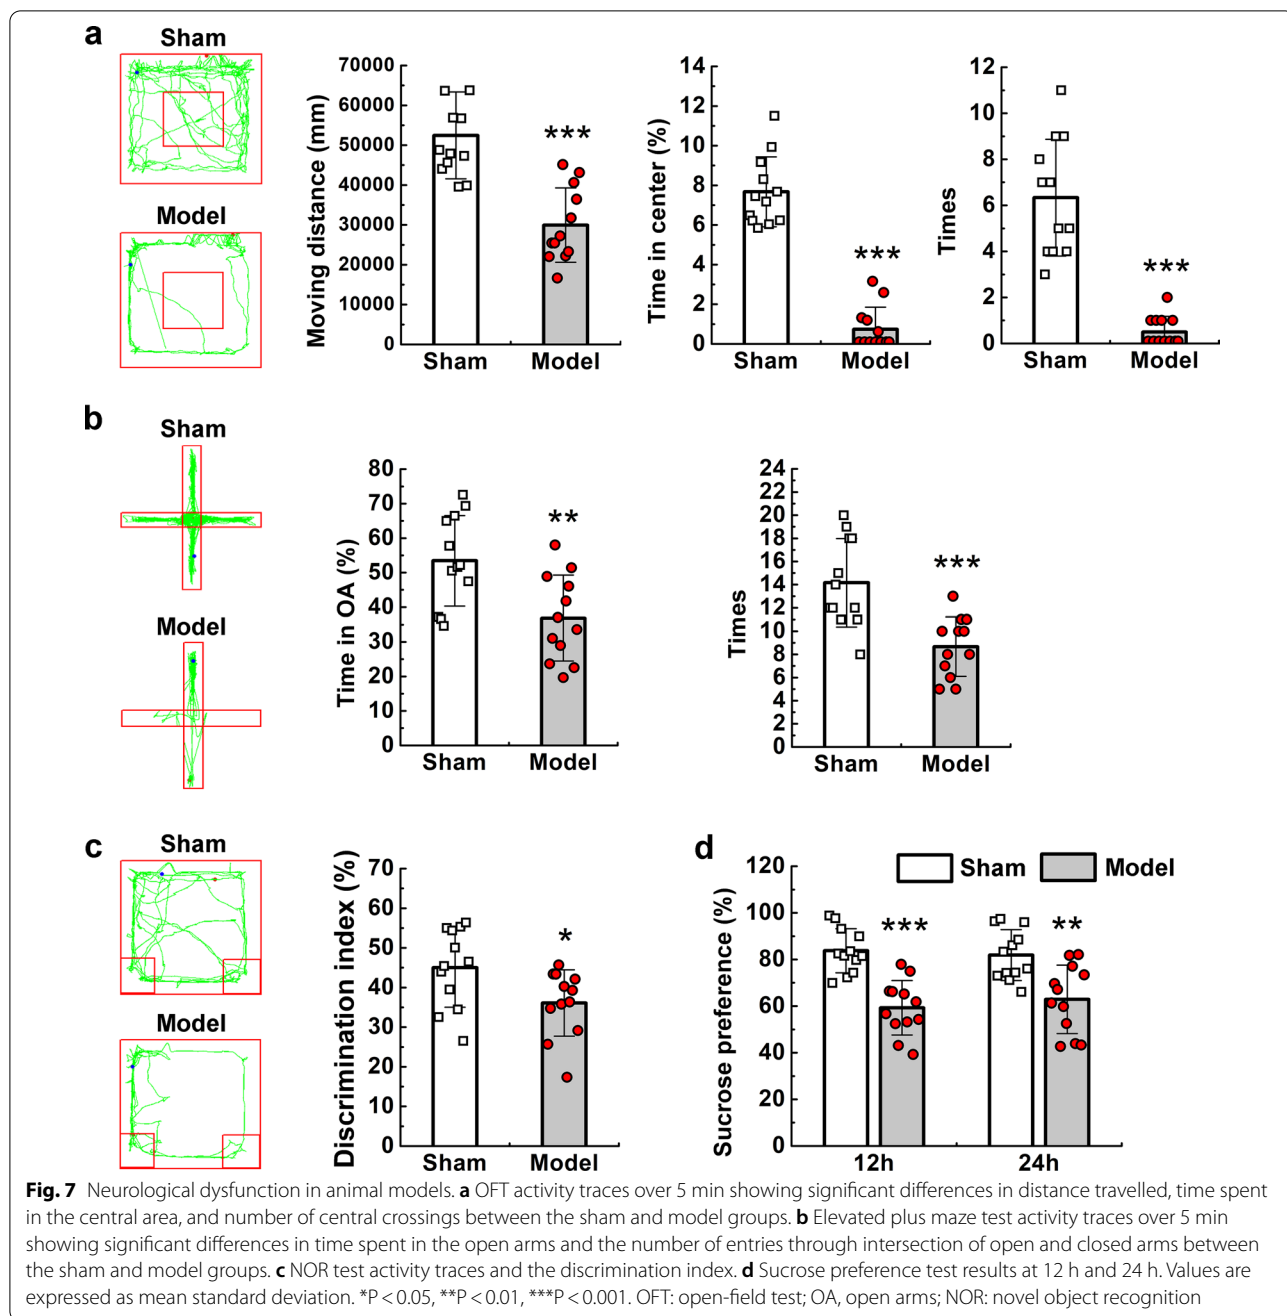 a
Sham
Model
Moving distance (mm)
70000
60000
50000
40000
30000
20000
10000
0
***
Sham Model
Time in center (%)
14
12
10
8
6
4
2
0
***
Sham Model
Times
12
10
8
6
4
2
0
***
Sham Model
b
Sham
Model
Time in OA (%)
80
70
60
50
40
30
20
10
0
**
Sham Model
Times
24
22
20
18
16
14
12
10
8
6
4
2
0
***
Sham Model
c
Sham
Model
Discrimination index (%)
70
60
50
40
30
20
10
0
*
Sham Model
d
Sham Model
Sucrose preference (%)
120
100
80
60
40
20
0
*** **
12h 24h
Fig. 7 Neurological dysfunction in animal models. a OFT activity traces over 5 min showing significant differences in distance travelled, time spent
in the central area, and number of central crossings between the sham and model groups. b Elevated plus maze test activity traces over 5 min
showing significant differences in time spent in the open arms and the number of entries through intersection of open and closed arms between
the sham and model groups. c NOR test activity traces and the discrimination index. d Sucrose preference test results at 12 h and 24 h. Values are
expressed as mean standard deviation. *P < 0.05, **P < 0.01, ***P < 0.001. OFT: open-field test; OA, open arms; NOR: novel object recognition